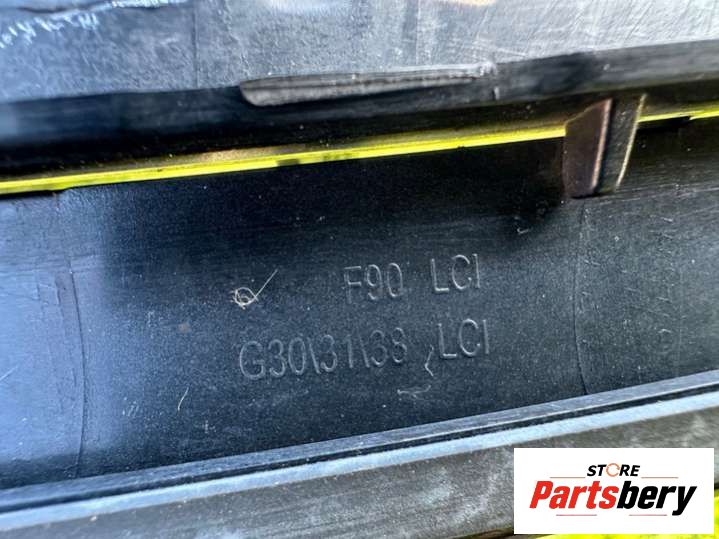 F90 LCI
G30\31\38 LCI
STORE
Partsbery